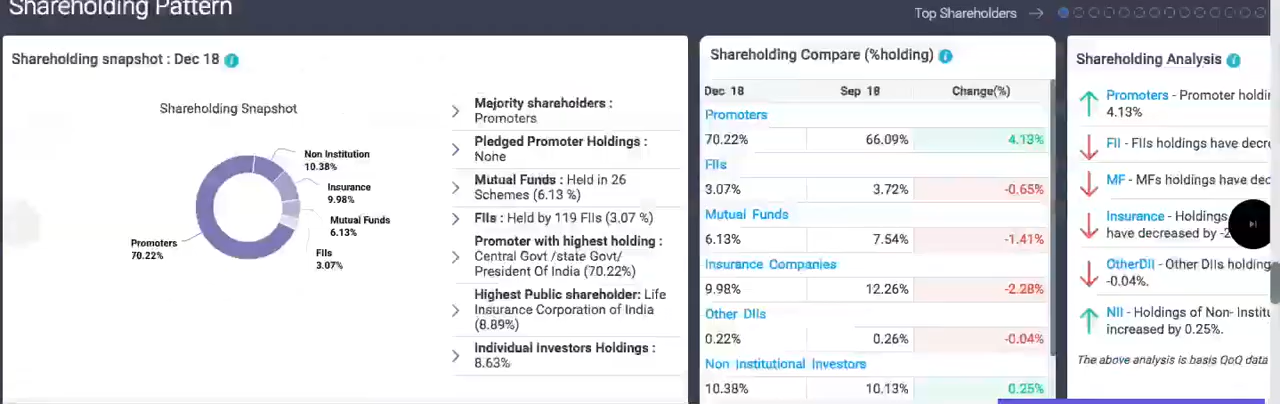 Shareholding Pattern
Top Shareholders
Shareholding snapshot : Dec 18
Shareholding Snapshot
Non Institution
10.38%
Insurance
9.98%
Mutual Funds
6.13%
FIIs
3.07%
Promoters
70.22%
Majority shareholders :
Promoters
Pledged Promoter Holdings :
None
Mutual Funds : Held in 26
Schemes (6.13 %)
FIIs : Held by 119 FIIs (3.07 %)
Promoter with highest holding :
Central Govt /state Govt/
President Of India (70.22%)
Highest Public shareholder: Life
Insurance Corporation of India
(8.89%)
Individual Investors Holdings :
8.63%
Shareholding Compare (%holding)
Dec 18 Sep 18 Change(%)
Promoters
70.22% 66.09% 4.13%
FIIs
3.07% 3.72% -0.65%
Mutual Funds
6.13% 7.54% -1.41%
Insurance Companies
9.98% 12.26% -2.28%
Other DIIs
0.22% 0.26% -0.04%
Non Institutional Investors
10.38% 10.13% 0.25%
Shareholding Analysis
Promoters - Promoter holdin
4.13%
FII - FIIs holdings have decre
MF - MFs holdings have dec
Insurance - Holdings
have decreased by -2
OtherDII - Other DIIs holding
-0.04%.
NII - Holdings of Non- Institu
increased by 0.25%.
The above analysis is basis QoQ data